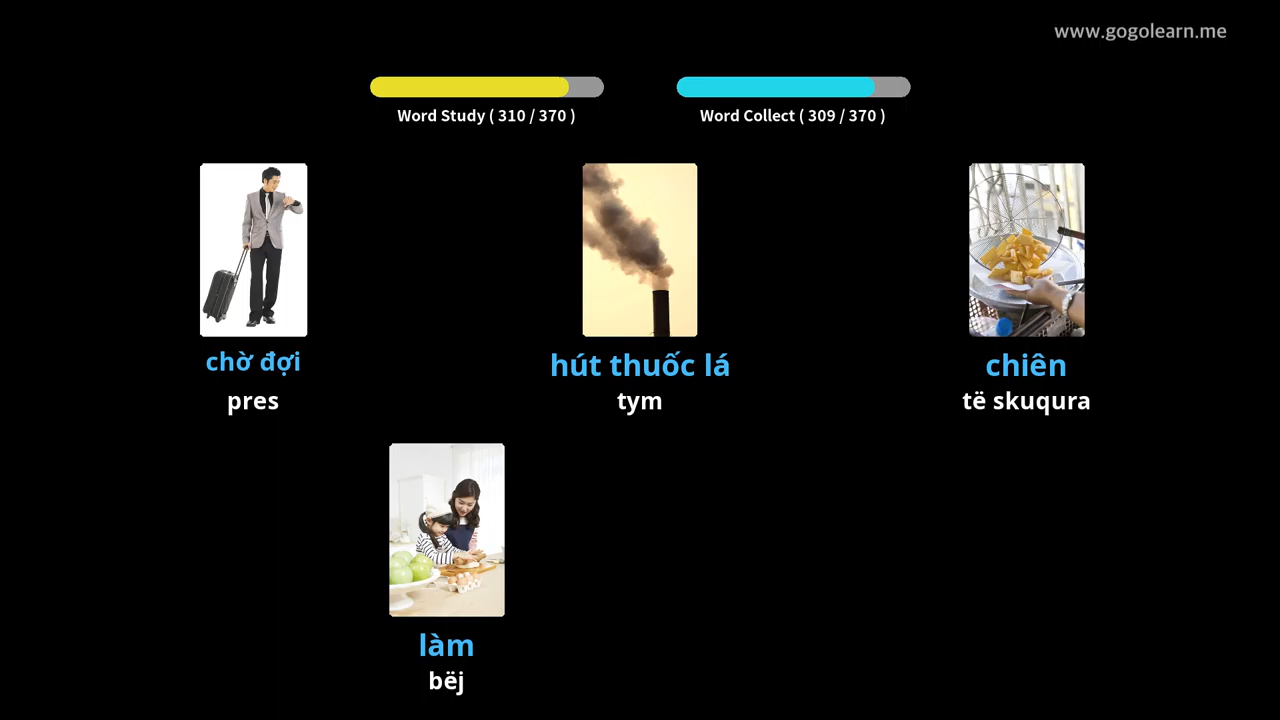 www.gogolearn.me
Word Study ( 310 / 370 )
Word Collect ( 309 / 370 )
chờ đợi
pres
hút thuốc lá
tym
chiên
të skuqura
làm
bëj